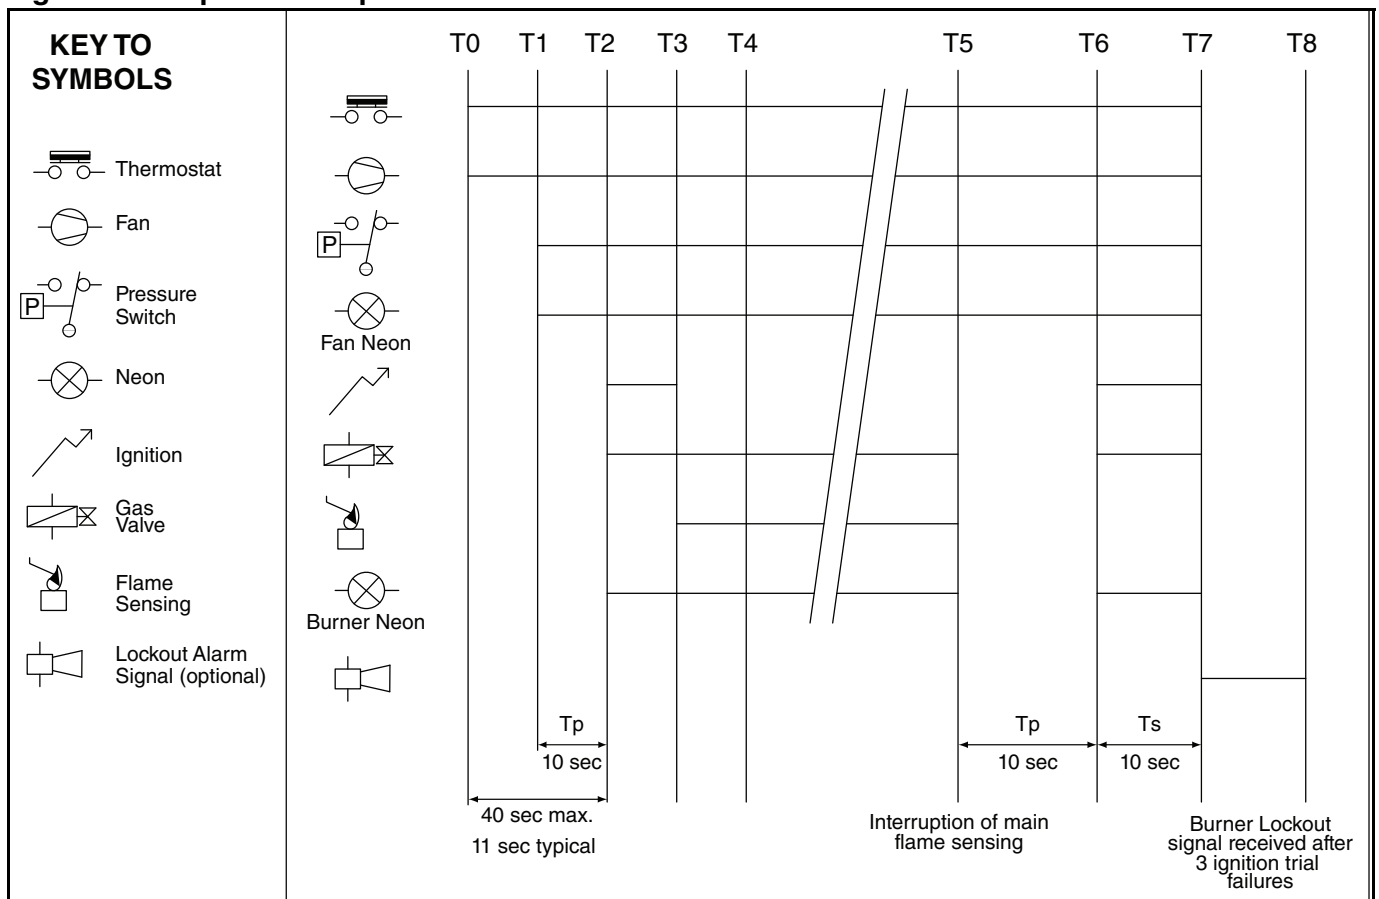 KEY TO
SYMBOLS
Thermostat
Fan
P
Pressure
Switch
Neon
Ignition
Gas
Valve
Flame
Sensing
Lockout Alarm
Signal (optional)
T0 T1 T2 T3 T4 T5 T6 T7 T8
P
Fan Neon
Burner Neon
Tp
10 sec
40 sec max.
11 sec typical
Tp
10 sec
Ts
10 sec
Interruption of main
flame sensing
Burner Lockout
signal received after
3 ignition trial
failures